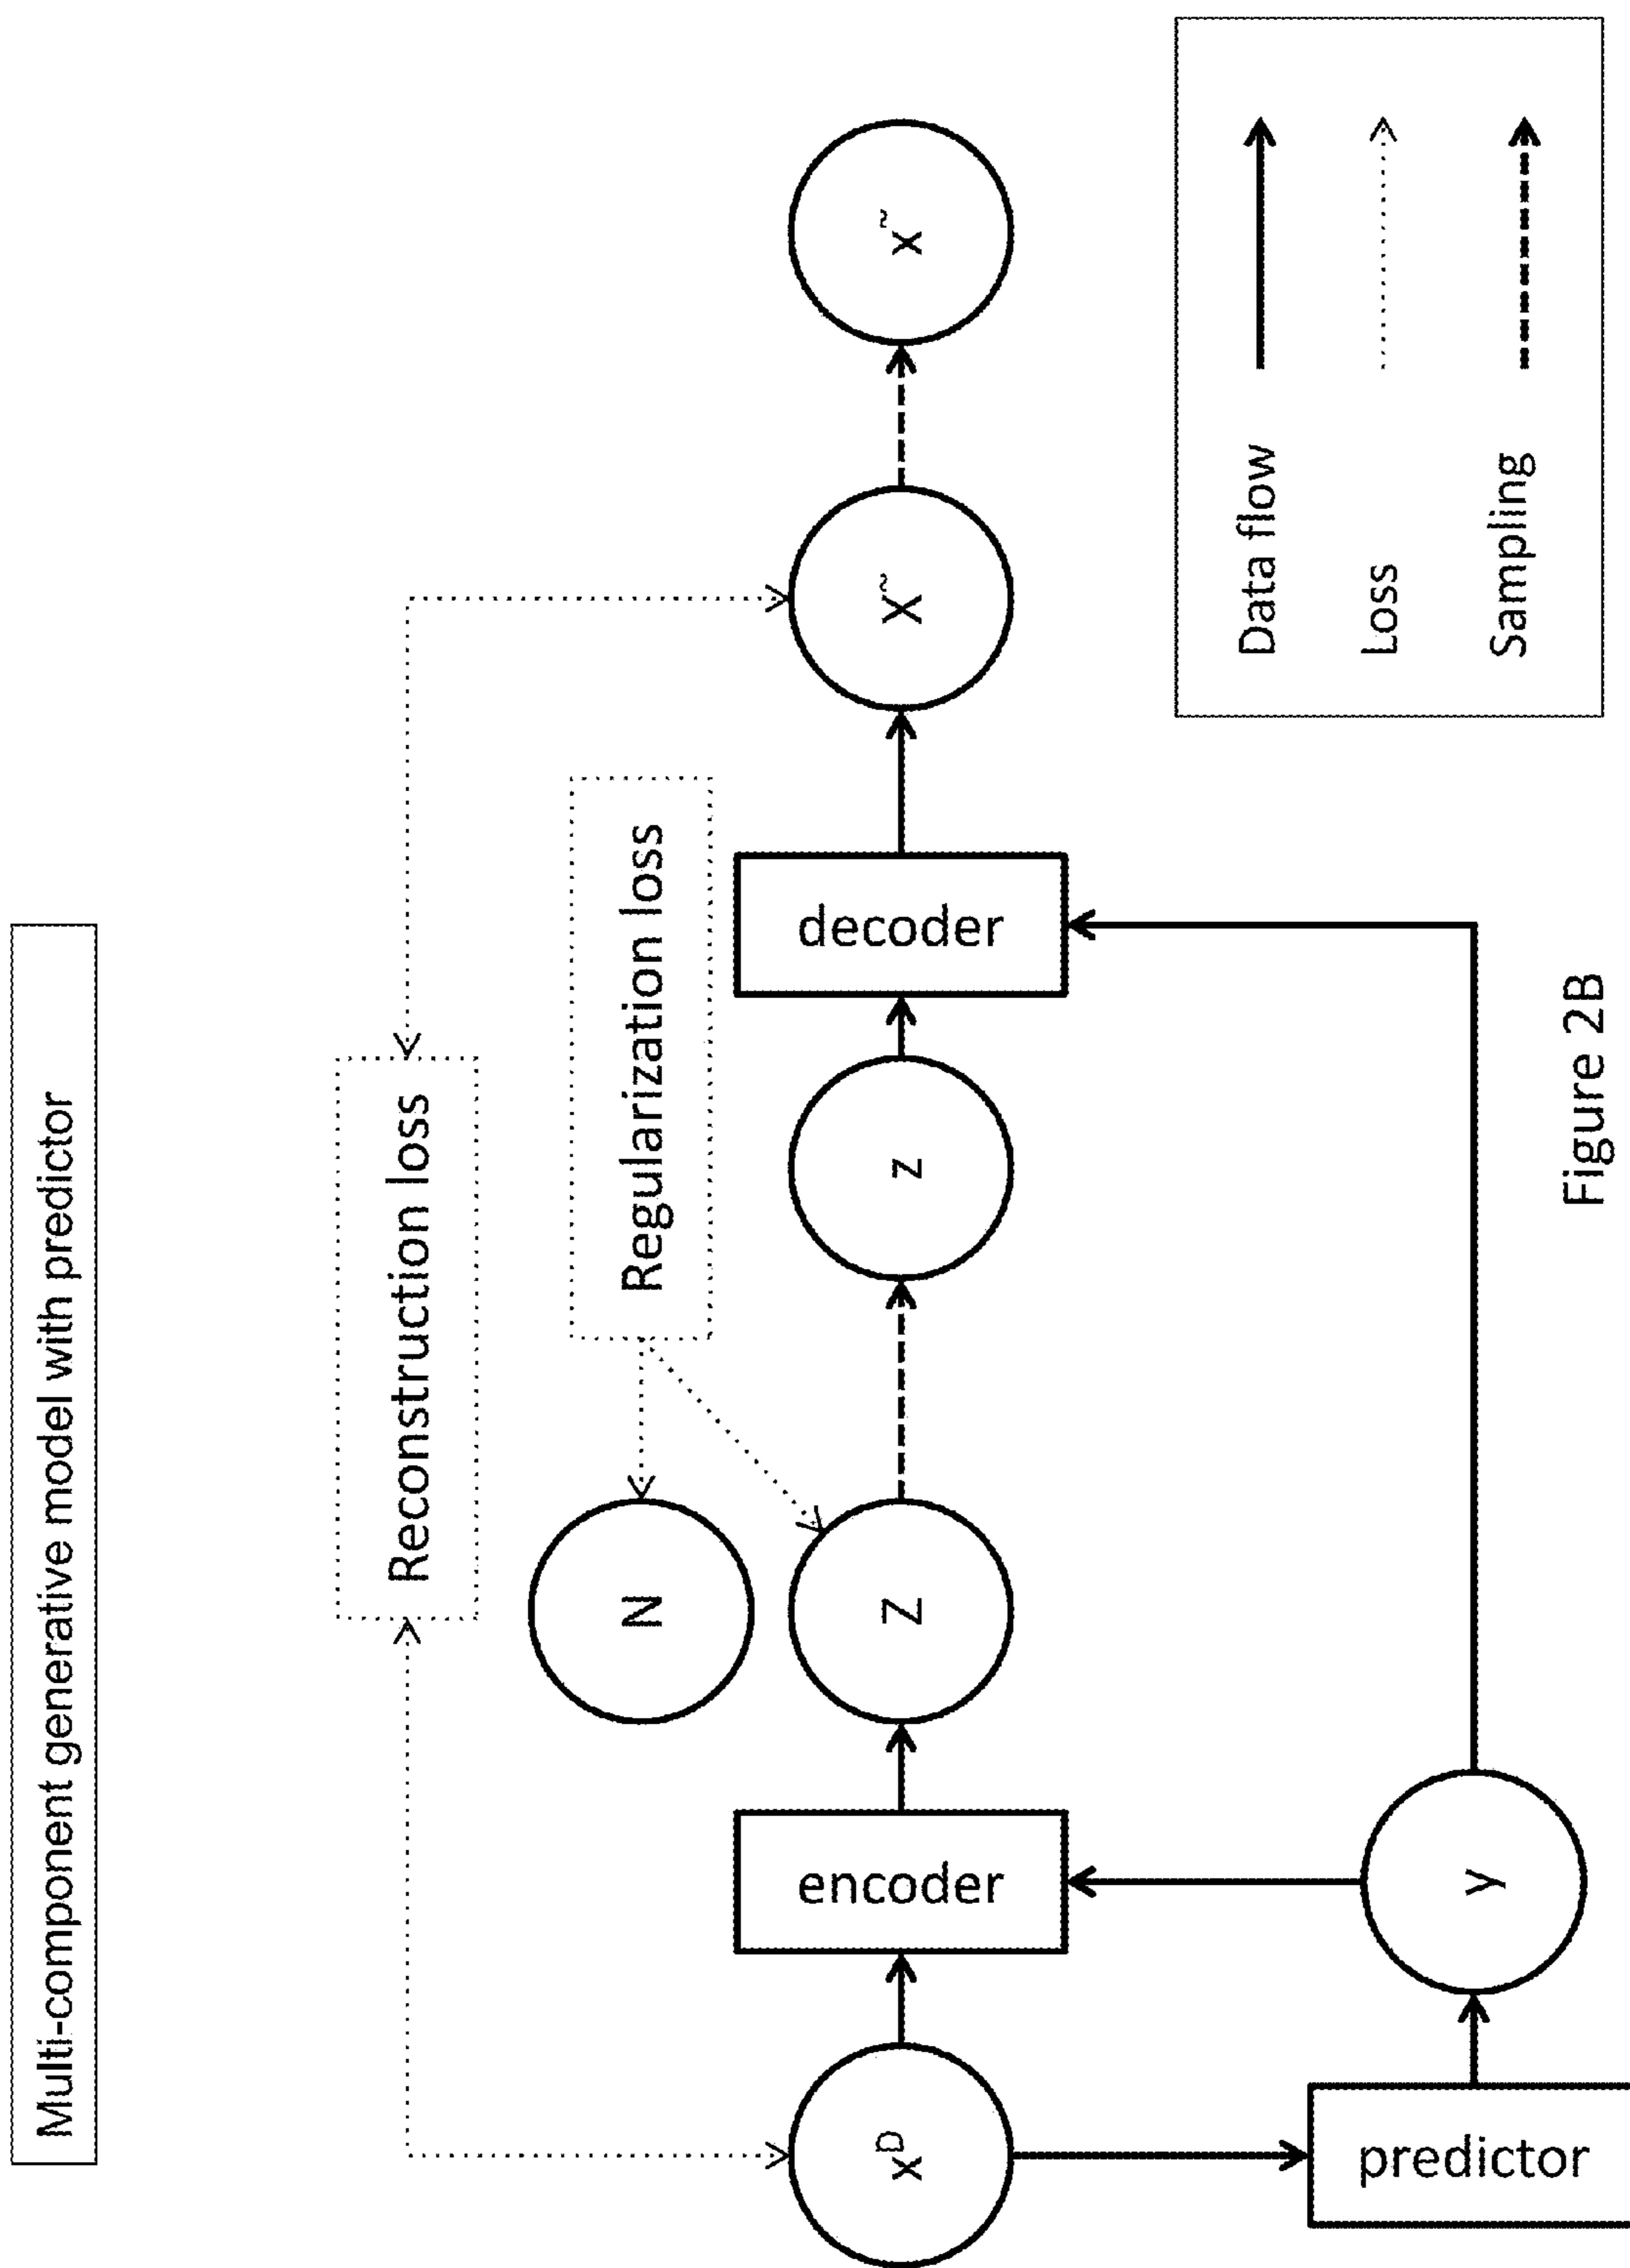 Multi-component generative model with predictor
Reconstruction loss
Regularization loss
N
x^D
encoder
Z
z
decoder
X^~
x^~
predictor
y
Data flow
Loss
Sampling
Figure 2B